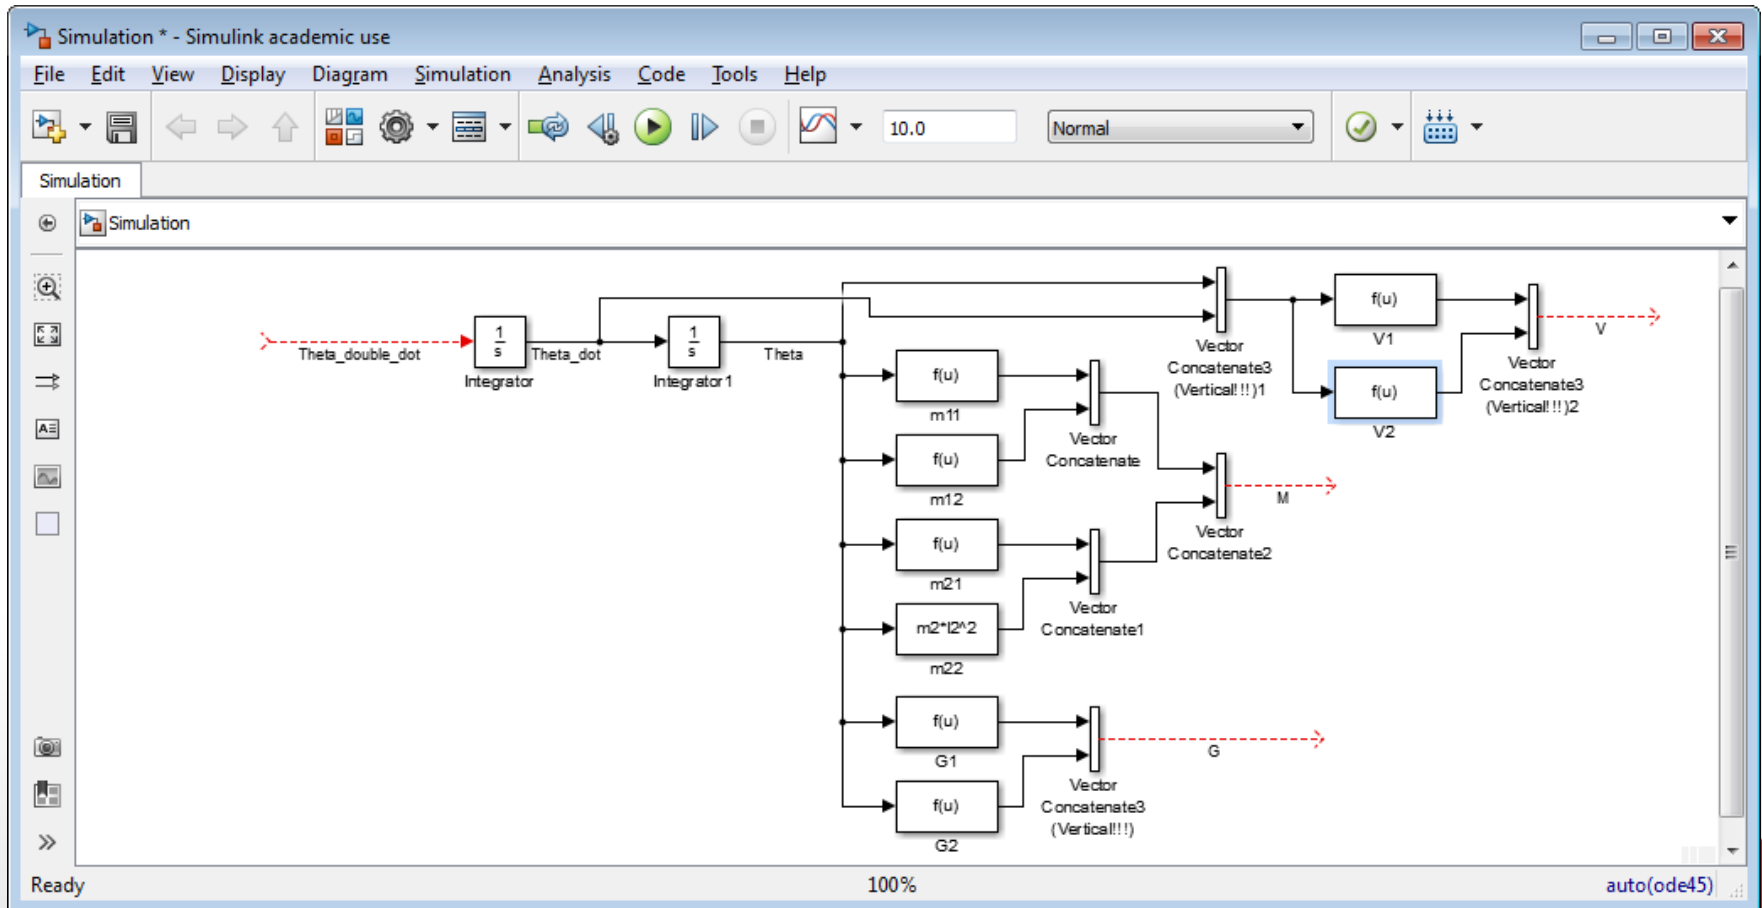 Simulation * - Simulink academic use
File Edit View Display Diagram Simulation Analysis Code Tools Help
10.0
Normal
Simulation
Simulation
Theta_double_dot
1
s
Integrator
Theta_dot
1
s
Integrator1
Theta
Vector
Concatenate3
(Vertical!!!)1
f(u)
V1
f(u)
V2
Vector
Concatenate3
(Vertical!!!)2
V
f(u)
m11
f(u)
m12
Vector
Concatenate
f(u)
m21
m2*l2^2
m22
Vector
Concatenate1
Vector
Concatenate2
M
f(u)
G1
f(u)
G2
Vector
Concatenate3
(Vertical!!!)
G
Ready
100%
auto(ode45)